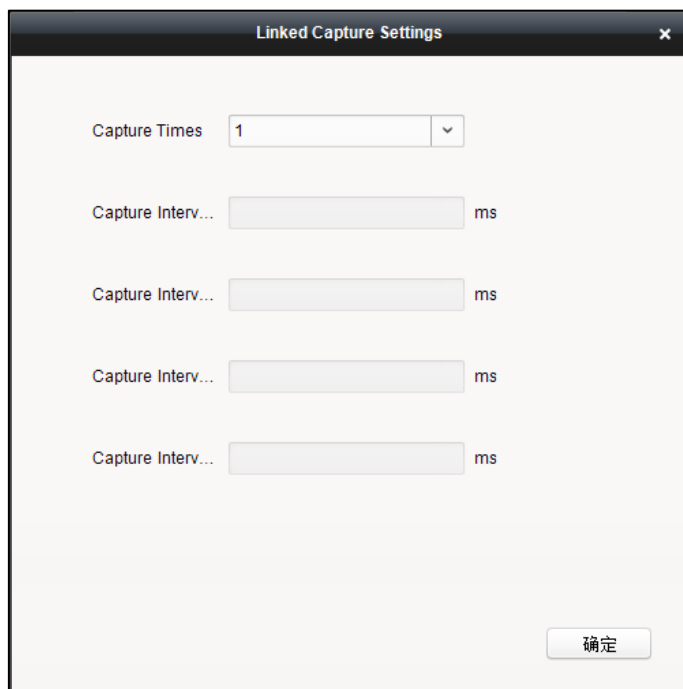 Linked Capture Settings ×
Capture Times 1
Capture Interv... ms
Capture Interv... ms
Capture Interv... ms
Capture Interv... ms
确定